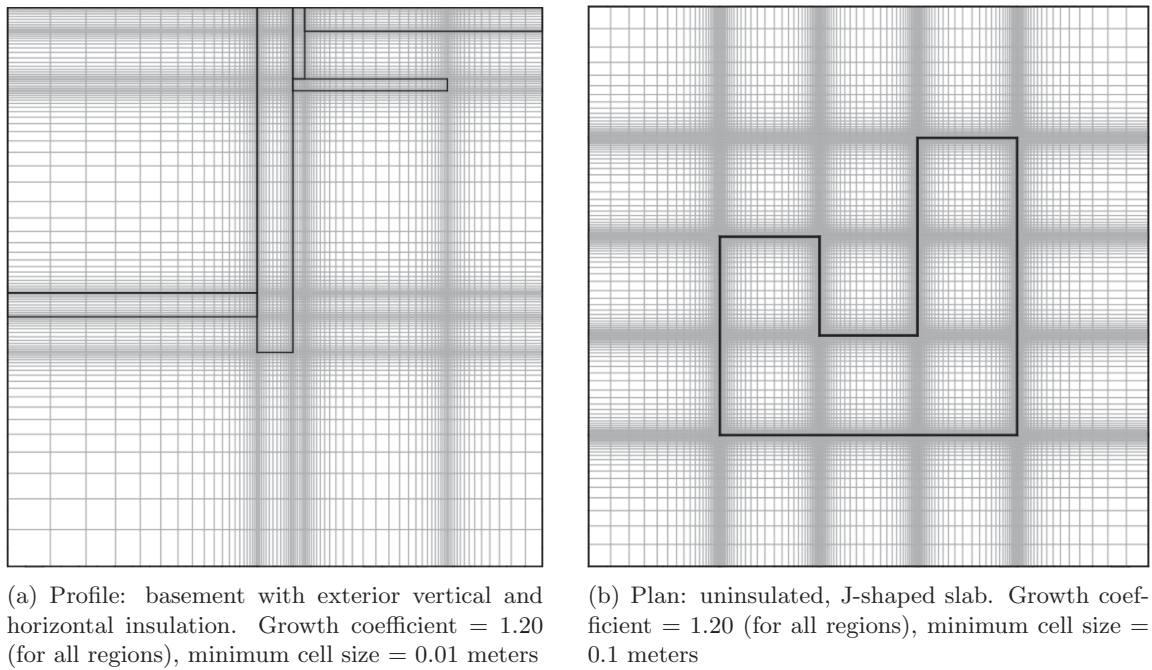 (a) Profile: basement with exterior vertical and
horizontal insulation. Growth coefficient = 1.20
(for all regions), minimum cell size = 0.01 meters
(b) Plan: uninsulated, J-shaped slab. Growth coef-
ficient = 1.20 (for all regions), minimum cell size =
0.1 meters